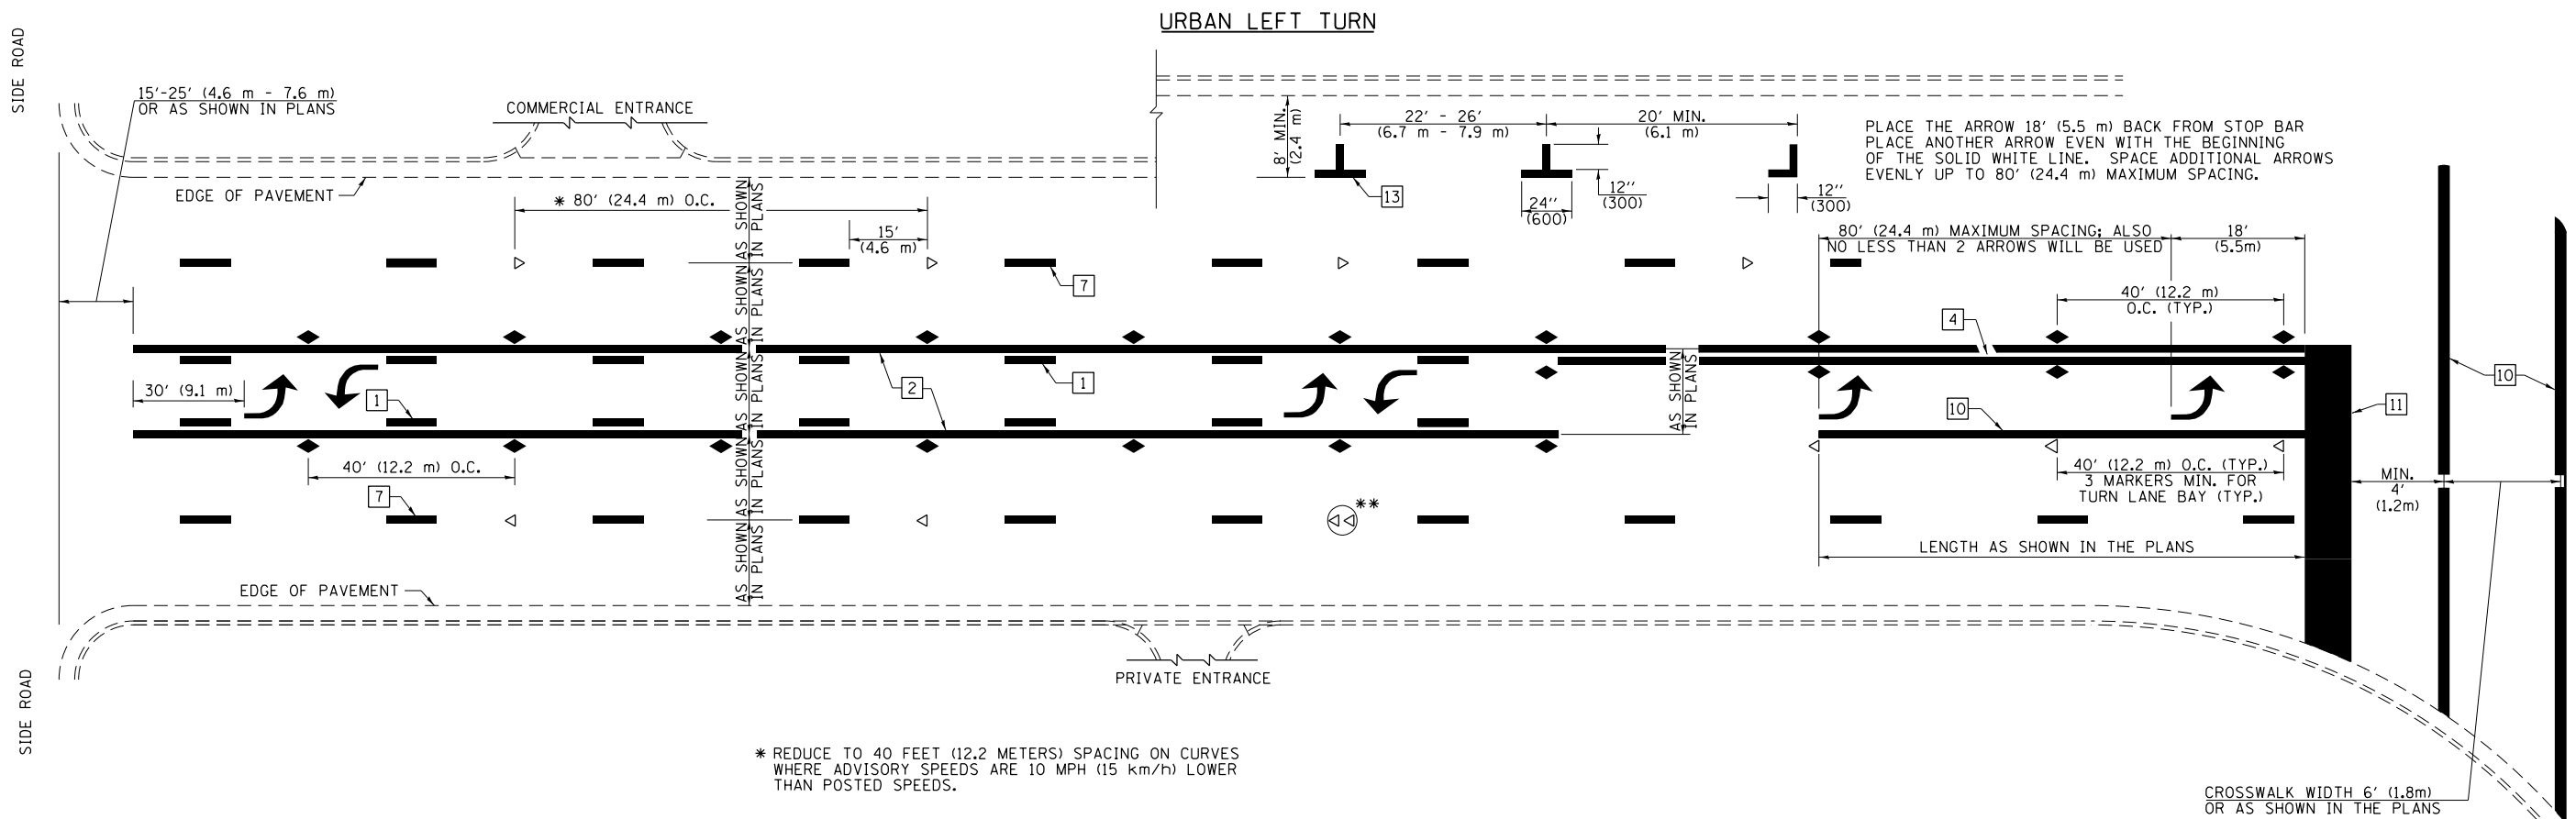 URBAN LEFT TURN
SIDE ROAD
15'-25' (4.6 m - 7.6 m)
OR AS SHOWN IN PLANS
COMMERCIAL ENTRANCE
EDGE OF PAVEMENT
* 80' (24.4 m) O.C.
15'
(4.6 m)
8' MIN.
(2.4 m)
22' - 26'
(6.7 m - 7.9 m)
20' MIN.
(6.1 m)
13
24''
(600)
12''
(300)
12''
(300)
PLACE THE ARROW 18' (5.5 m) BACK FROM STOP BAR
PLACE ANOTHER ARROW EVEN WITH THE BEGINNING
OF THE SOLID WHITE LINE. SPACE ADDITIONAL ARROWS
EVENLY UP TO 80' (24.4 m) MAXIMUM SPACING.
80' (24.4 m) MAXIMUM SPACING; ALSO
NO LESS THAN 2 ARROWS WILL BE USED
18'
(5.5m)
7
40' (12.2 m)
O.C. (TYP.)
4
AS SHOWN
IN PLANS
AS SHOWN
IN PLANS
AS SHOWN
IN PLANS
AS SHOWN
IN PLANS
AS SHOWN
IN PLANS
30' (9.1 m)
1
2
1
AS SHOWN
IN PLANS
10
11
10
40' (12.2 m) O.C.
7
**
40' (12.2 m) O.C. (TYP.)
3 MARKERS MIN. FOR
TURN LANE BAY (TYP.)
MIN.
4'
(1.2m)
LENGTH AS SHOWN IN THE PLANS
EDGE OF PAVEMENT
PRIVATE ENTRANCE
SIDE ROAD
* REDUCE TO 40 FEET (12.2 METERS) SPACING ON CURVES
WHERE ADVISORY SPEEDS ARE 10 MPH (15 km/h) LOWER
THAN POSTED SPEEDS.
CROSSWALK WIDTH 6' (1.8m)
OR AS SHOWN IN THE PLANS